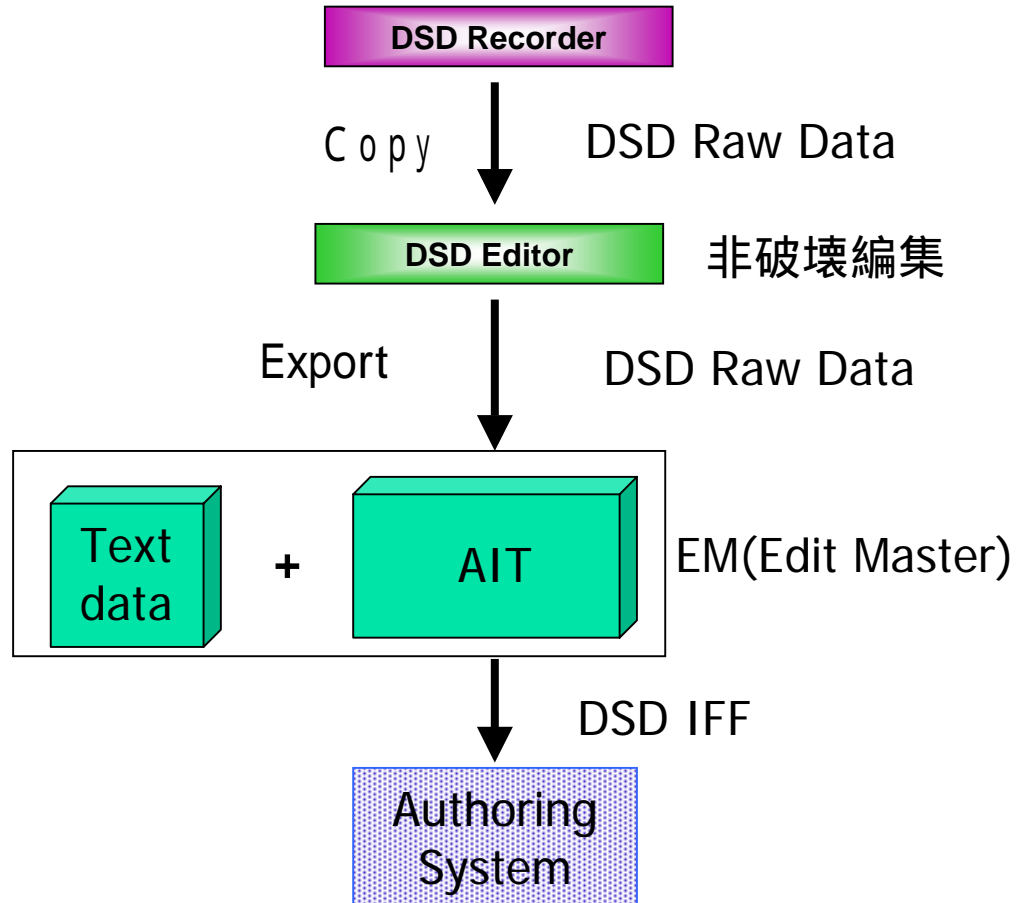 DSD Recorder
Copy
DSD Raw Data
DSD Editor
非破壊編集
Export
DSD Raw Data
Text
data
+
AIT
EM(Edit Master)
DSD IFF
Authoring
System